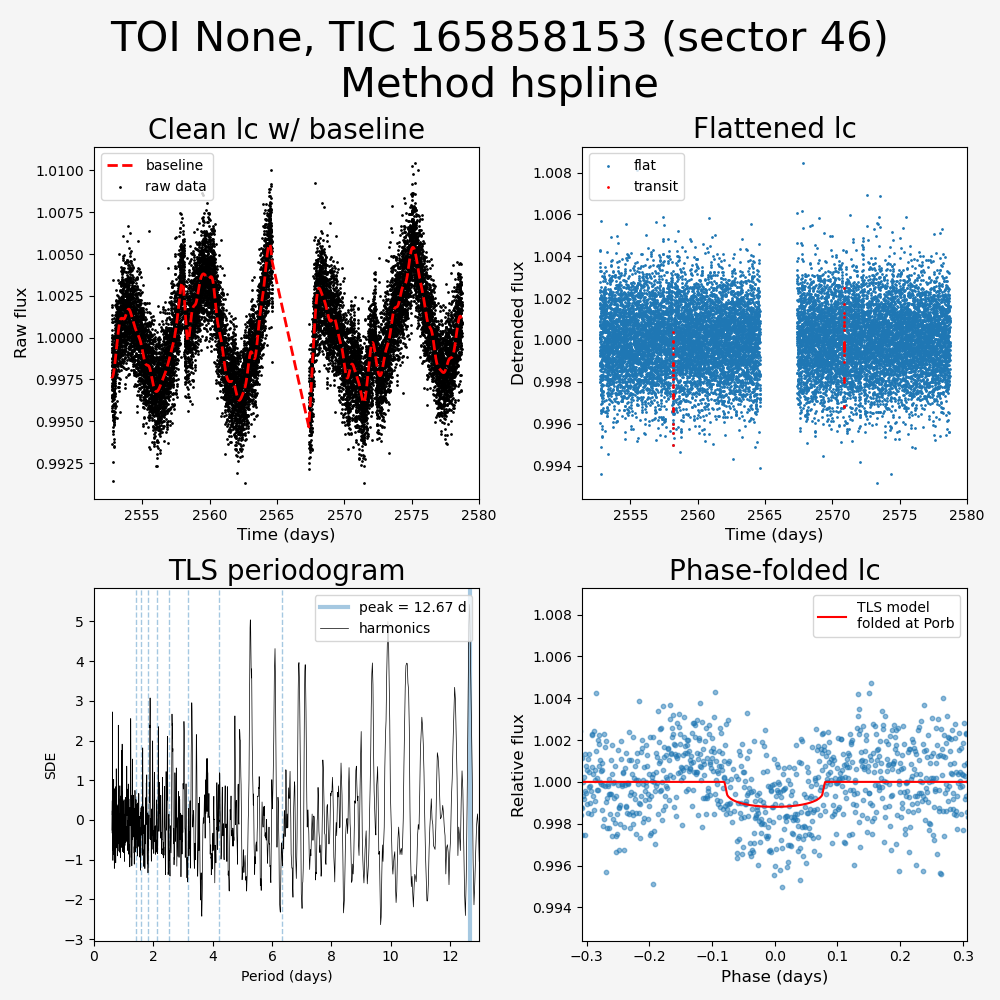 TOI None, TIC 165858153 (sector 46)
Method hspline
Clean lc w/ baseline
baseline
raw data
1.0100
1.0075
1.0050
1.0025
1.0000
0.9975
0.9950
0.9925
Raw flux
2555
2560
2565
2570
2575
2580
Time (days)
Flattened lc
flat
transit
1.008
1.006
1.004
1.002
1.000
0.998
0.996
0.994
Detrended flux
2555
2560
2565
2570
2575
2580
Time (days)
TLS periodogram
peak = 12.67 d
harmonics
5
4
3
2
1
0
−1
−2
−3
SDE
0
2
4
6
8
10
12
Period (days)
Phase-folded lc
TLS model
folded at Porb
1.008
1.006
1.004
1.002
1.000
0.998
0.996
0.994
Relative flux
−0.3
−0.2
−0.1
0.0
0.1
0.2
0.3
Phase (days)